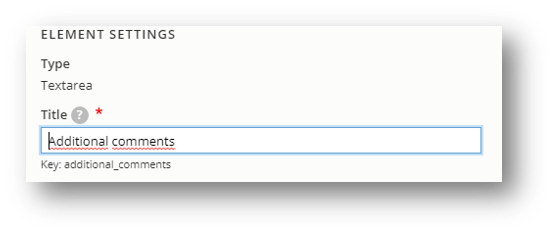 ELEMENT SETTINGS
Type
Textarea
Title ? *
Additional comments
Key: additional_comments